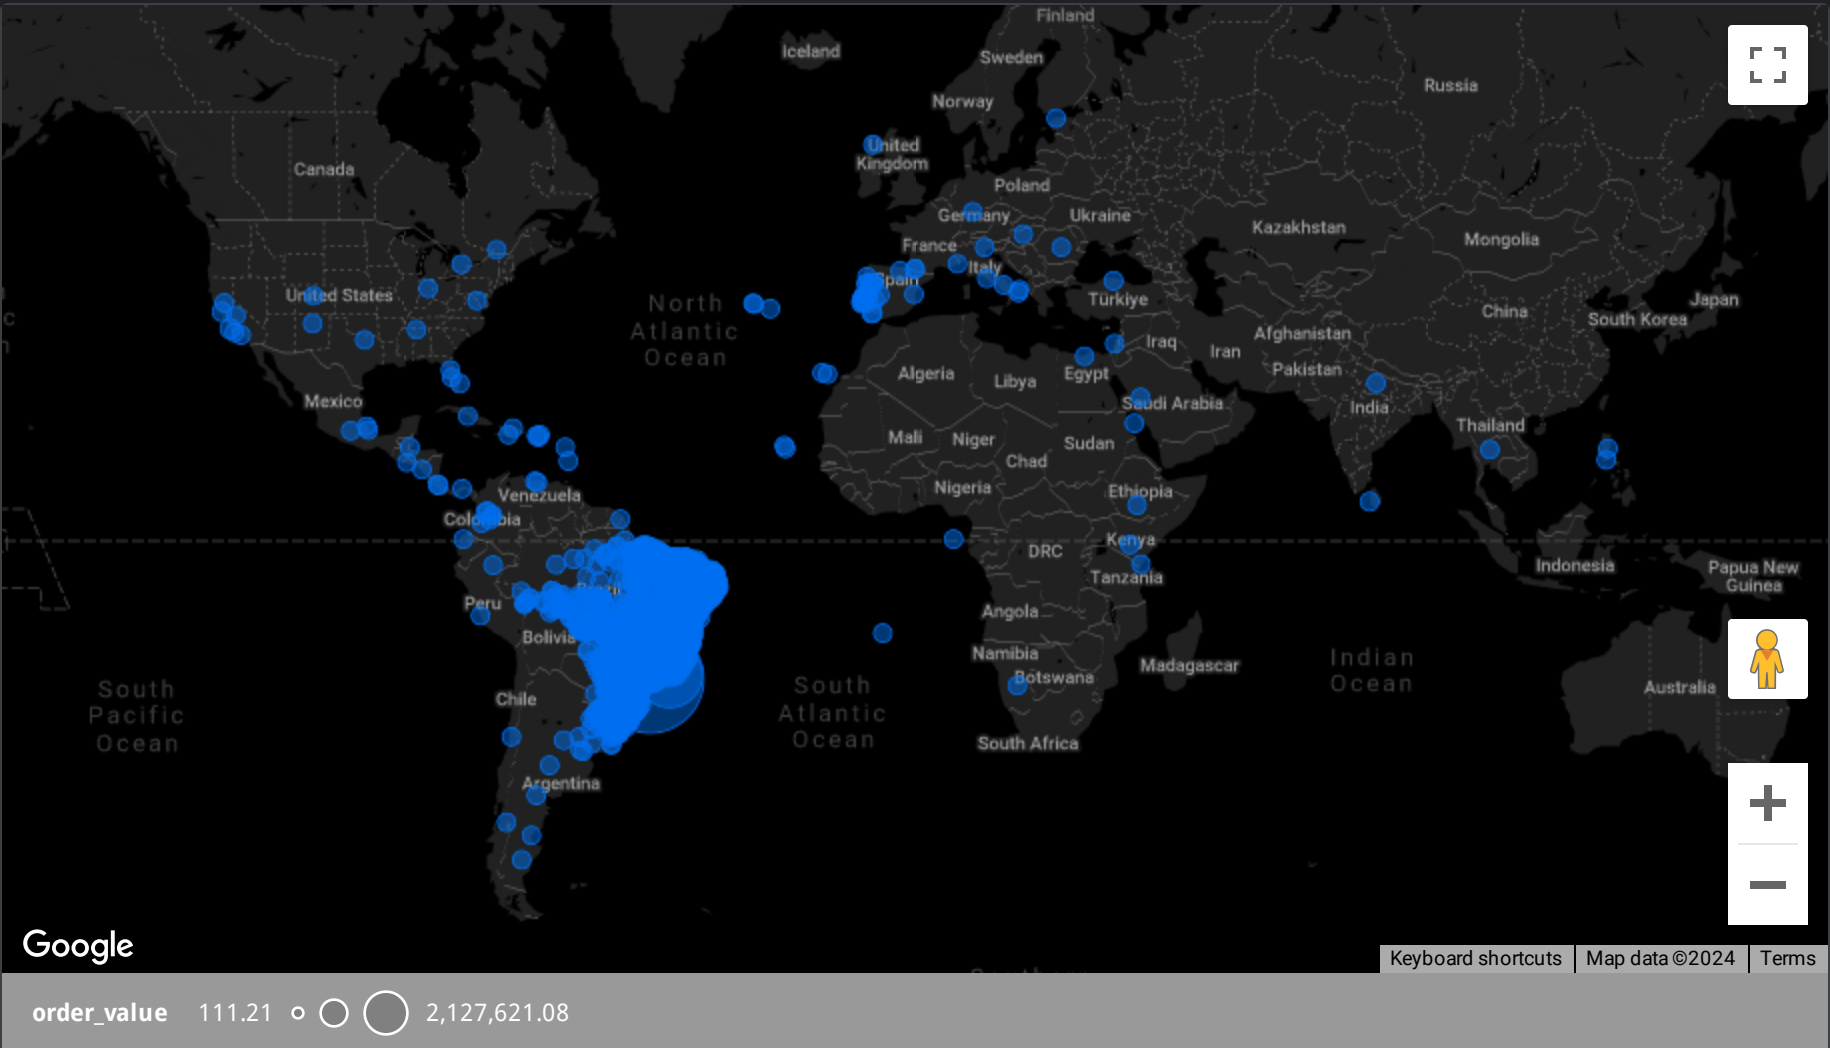 Finland
Iceland
Sweden
Russia
Norway
United
Kingdom
Canada
Poland
Germany
Ukraine
Kazakhstan
Mongolia
France
Italy
Spain
United States
North
Atlantic
Ocean
Türkiye
Japan
China
South Korea
Afghanistan
Iraq
Iran
Pakistan
Algeria
Libya
Egypt
Mexico
Saudi Arabia
India
Thailand
Mali
Niger
Sudan
Chad
Nigeria
Ethiopia
Venezuela
Colombia
DRC
Kenya
Tanzania
Indonesia
Papua New
Guinea
Brazil
Peru
Angola
Bolivia
Namibia
Botswana
Madagascar
Indian
Ocean
Australia
South
Pacific
Ocean
Chile
South
Atlantic
Ocean
South Africa
Argentina
Google
Keyboard shortcuts
Map data ©2024
Terms
order_value 111.21 2,127,621.08